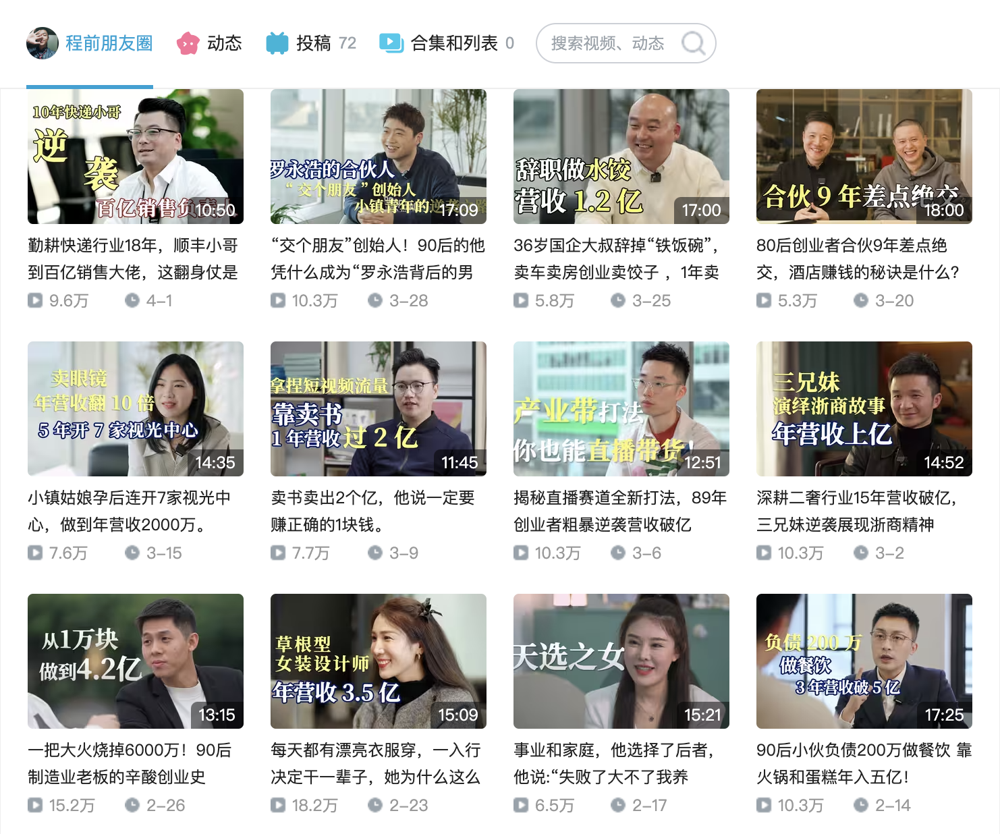 程前朋友圈 动态 投稿 72 合集和列表 0 搜索视频、动态
10年快递小哥
逆
袭
百亿销售负责
10:50
勤耕快递行业18年，顺丰小哥
到百亿销售大佬，这翻身仗是
9.6万 4-1
罗永浩的合伙人
“交个朋友”创始人
小镇青年的逆袭之路
17:09
“交个朋友”创始人！90后的他
凭什么成为“罗永浩背后的男
10.3万 3-28
辞职做水饺
营收 1.2 亿
17:00
36岁国企大叔辞掉“铁饭碗”，
卖车卖房创业卖饺子 ，1年卖
5.8万 3-25
合伙 9 年差点绝交
18:00
80后创业者合伙9年差点绝
交，酒店赚钱的秘诀是什么？
5.3万 3-20
卖眼镜
年营收翻 10 倍
5 年开 7 家视光中心
14:35
小镇姑娘孕后连开7家视光中
心，做到年营收2000万。
7.6万 3-15
拿捏短视频流量
靠卖书
1 年营收过 2 亿
11:45
卖书卖出2个亿，他说一定要
赚正确的1块钱。
7.7万 3-9
产业带打法
你也能直播带货！
12:51
揭秘直播赛道全新打法，89年
创业者粗暴逆袭营收破亿
10.3万 3-6
三兄妹
演绎浙商故事
年营收上亿
14:52
深耕二奢行业15年营收破亿，
三兄妹逆袭展现浙商精神
10.3万 3-2
从1万块
做到4.2亿
13:15
一把大火烧掉6000万！90后
制造业老板的辛酸创业史
15.2万 2-26
草根型
女装设计师
年营收 3.5 亿
15:09
每天都有漂亮衣服穿，一入行
决定干一辈子，她为什么这么
18.2万 2-23
天选之女
15:21
事业和家庭，他选择了后者，
他说:“失败了大不了我养
6.5万 2-17
负债 200 万
做餐饮
3 年营收破 5 亿
17:25
90后小伙负债200万做餐饮 靠
火锅和蛋糕年入五亿！
10.3万 2-14